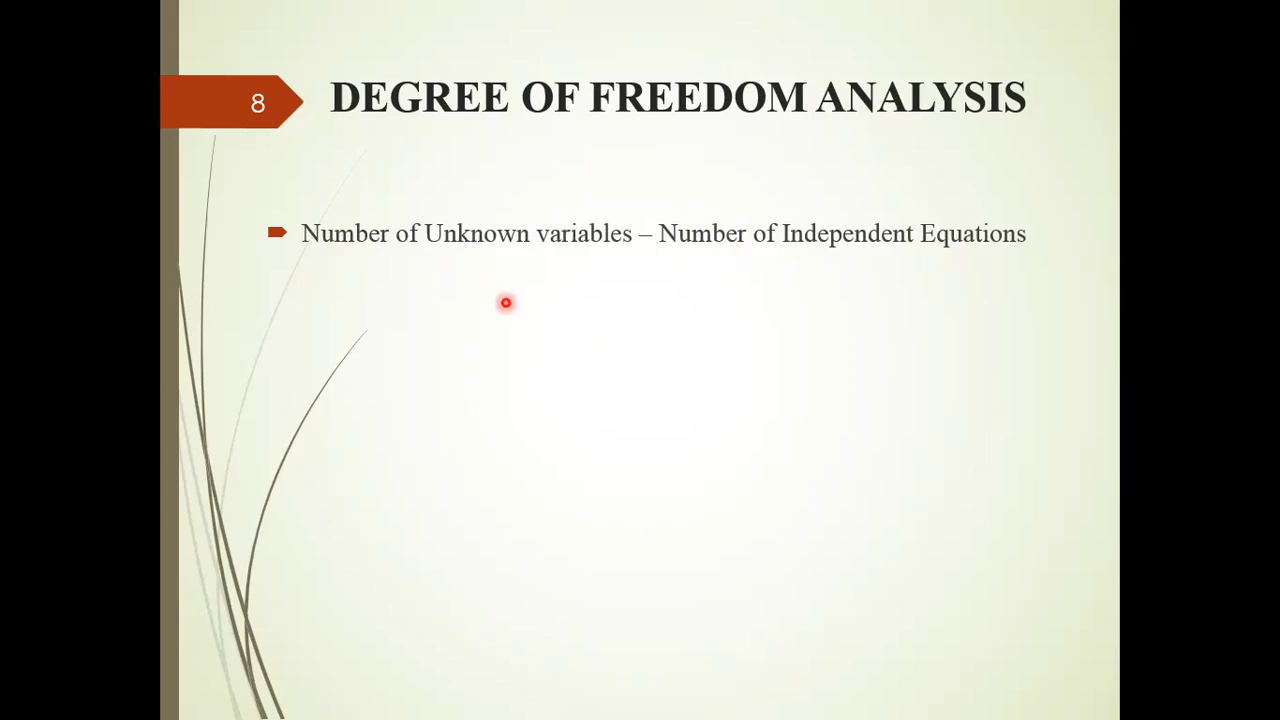 8
DEGREE OF FREEDOM ANALYSIS
Number of Unknown variables – Number of Independent Equations